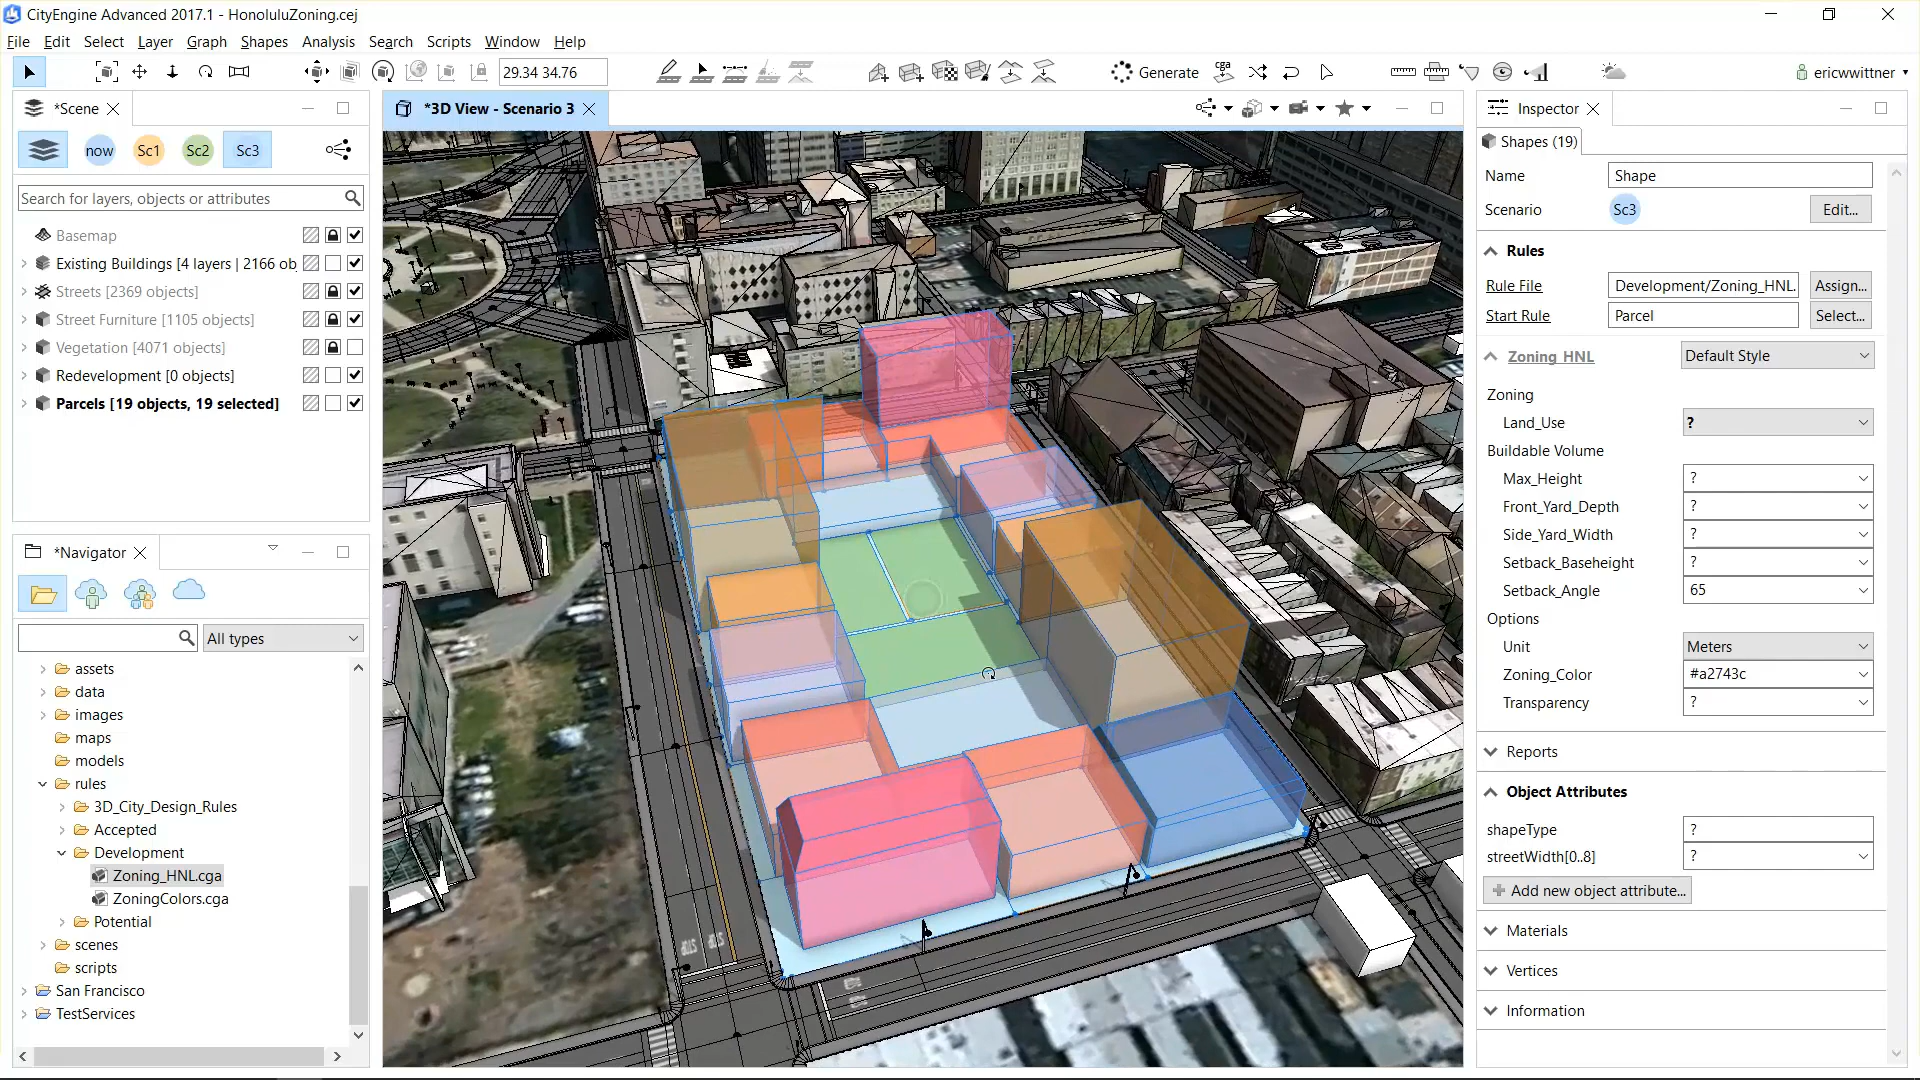 CityEngine Advanced 2017.1 - HonoluluZoning.cej
File Edit Select Layer Graph Shapes Analysis Search Scripts Window Help
29.34 34.76
Generate
cga
ericwwittner
*Scene
now Sc1 Sc2 Sc3
Search for layers, objects or attributes
Basemap
Existing Buildings [4 layers | 2166 ob
Streets [2369 objects]
Street Furniture [1105 objects]
Vegetation [4071 objects]
Redevelopment [0 objects]
Parcels [19 objects, 19 selected]
*Navigator
All types
assets
data
images
maps
models
rules
3D_City_Design_Rules
Accepted
Development
Zoning_HNL.cga
ZoningColors.cga
Potential
scenes
scripts
San Francisco
TestServices
*3D View - Scenario 3
Inspector
Shapes (19)
Name Shape
Scenario Sc3 Edit...
Rules
Rule File Development/Zoning_HNL. Assign...
Start Rule Parcel Select...
Zoning_HNL Default Style
Zoning
Land_Use ?
Buildable Volume
Max_Height ?
Front_Yard_Depth ?
Side_Yard_Width ?
Setback_Baseheight ?
Setback_Angle 65
Options
Unit Meters
Zoning_Color #a2743c
Transparency ?
Reports
Object Attributes
shapeType ?
streetWidth[0..8] ?
+ Add new object attribute...
Materials
Vertices
Information